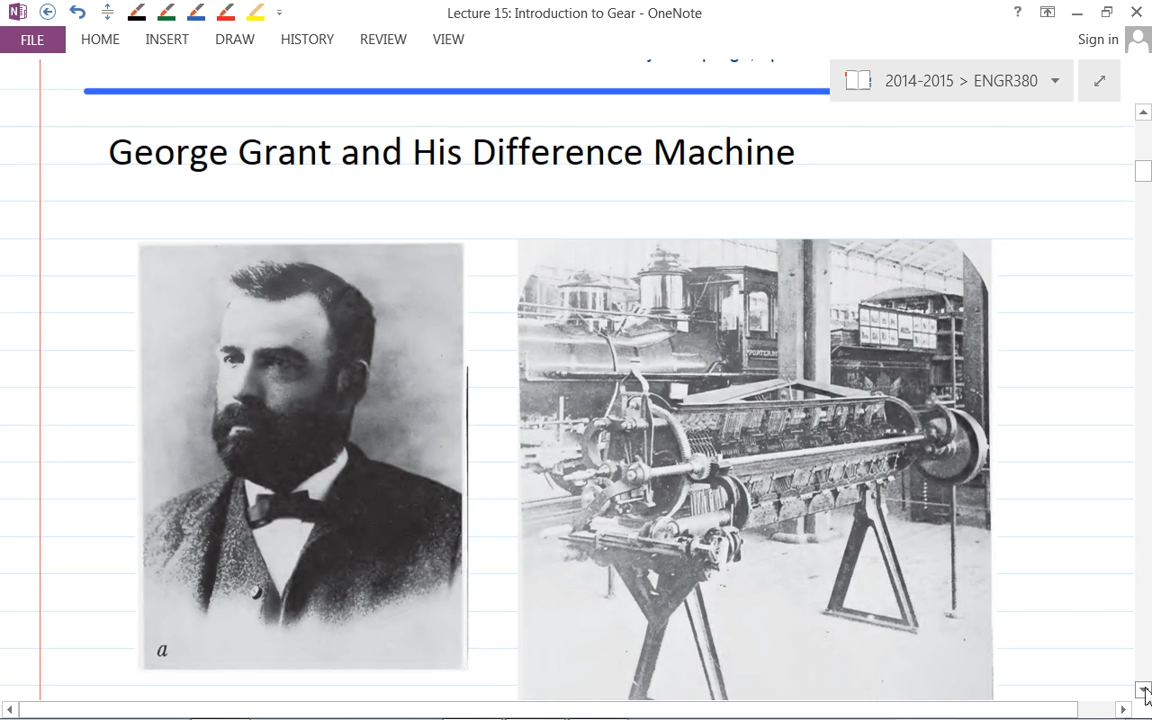 Lecture 15: Introduction to Gear - OneNote
?
FILE HOME INSERT DRAW HISTORY REVIEW VIEW
Sign in
2014-2015 > ENGR380
George Grant and His Difference Machine
PORTER
a